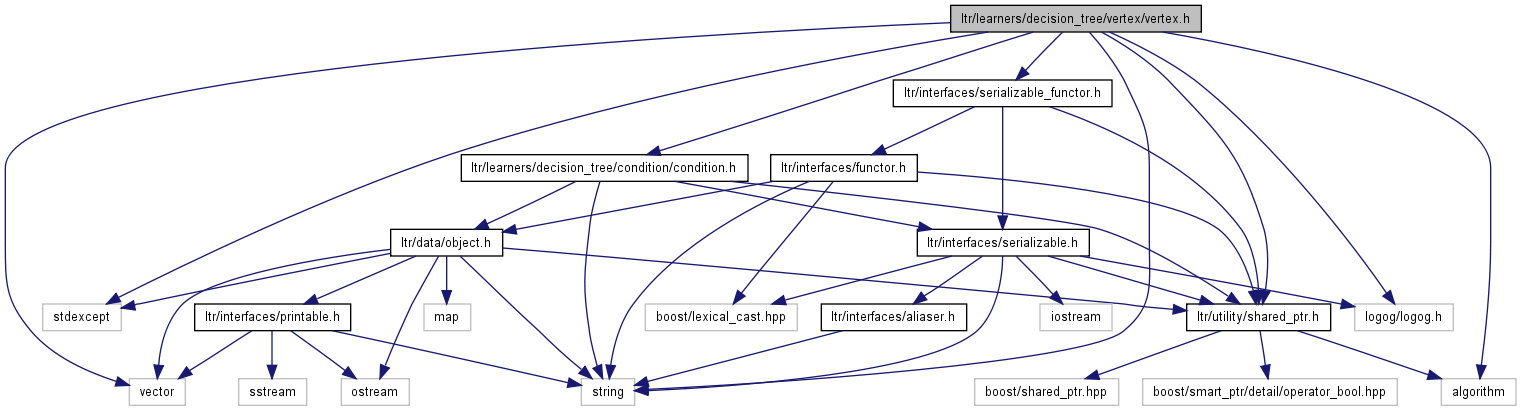 ltr/learners/decision_tree/vertex/vertex.h
ltr/interfaces/serializable_functor.h
ltr/learners/decision_tree/condition/condition.h
ltr/interfaces/functor.h
ltr/data/object.h
ltr/interfaces/serializable.h
stdexcept
ltr/interfaces/printable.h
map
boost/lexical_cast.hpp
ltr/interfaces/aliaser.h
iostream
ltr/utility/shared_ptr.h
logog/logog.h
vector
sstream
ostream
string
boost/shared_ptr.hpp
boost/smart_ptr/detail/operator_bool.hpp
algorithm